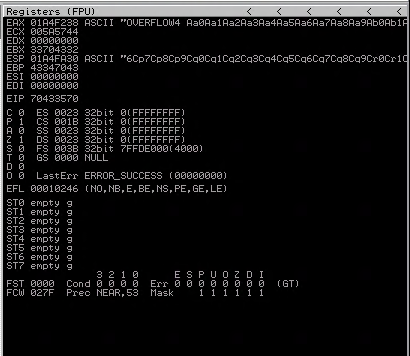 Registers (FPU) < < < <
EAX 01A4F238 ASCII "OVERFLOW4 Aa0Aa1Aa2Aa3Aa4Aa5Aa6Aa7Aa8Aa9Ab0Ab1A
ECX 005A5744
EDX 00000000
EBX 33704332
ESP 01A4FA30 ASCII "6Cp7Cp8Cp9Cq0Cq1Cq2Cq3Cq4Cq5Cq6Cq7Cq8Cq9Cr0Cr1C
EBP 43347043
ESI 00000000
EDI 00000000
EIP 70433570
C 0 ES 0023 32bit 0(FFFFFFFF)
P 1 CS 001B 32bit 0(FFFFFFFF)
A 0 SS 0023 32bit 0(FFFFFFFF)
Z 1 DS 0023 32bit 0(FFFFFFFF)
S 0 FS 003B 32bit 7FFDE000(4000)
T 0 GS 0000 NULL
D 0
O 0 LastErr ERROR_SUCCESS (00000000)
EFL 00010246 (NO,NB,E,BE,NS,PE,GE,LE)
ST0 empty g
ST1 empty g
ST2 empty g
ST3 empty g
ST4 empty g
ST5 empty g
ST6 empty g
ST7 empty g
3 2 1 0 E S P U O Z D I
FST 0000 Cond 0 0 0 0 Err 0 0 0 0 0 0 0 0 (GT)
FCW 027F Prec NEAR,53 Mask 1 1 1 1 1 1